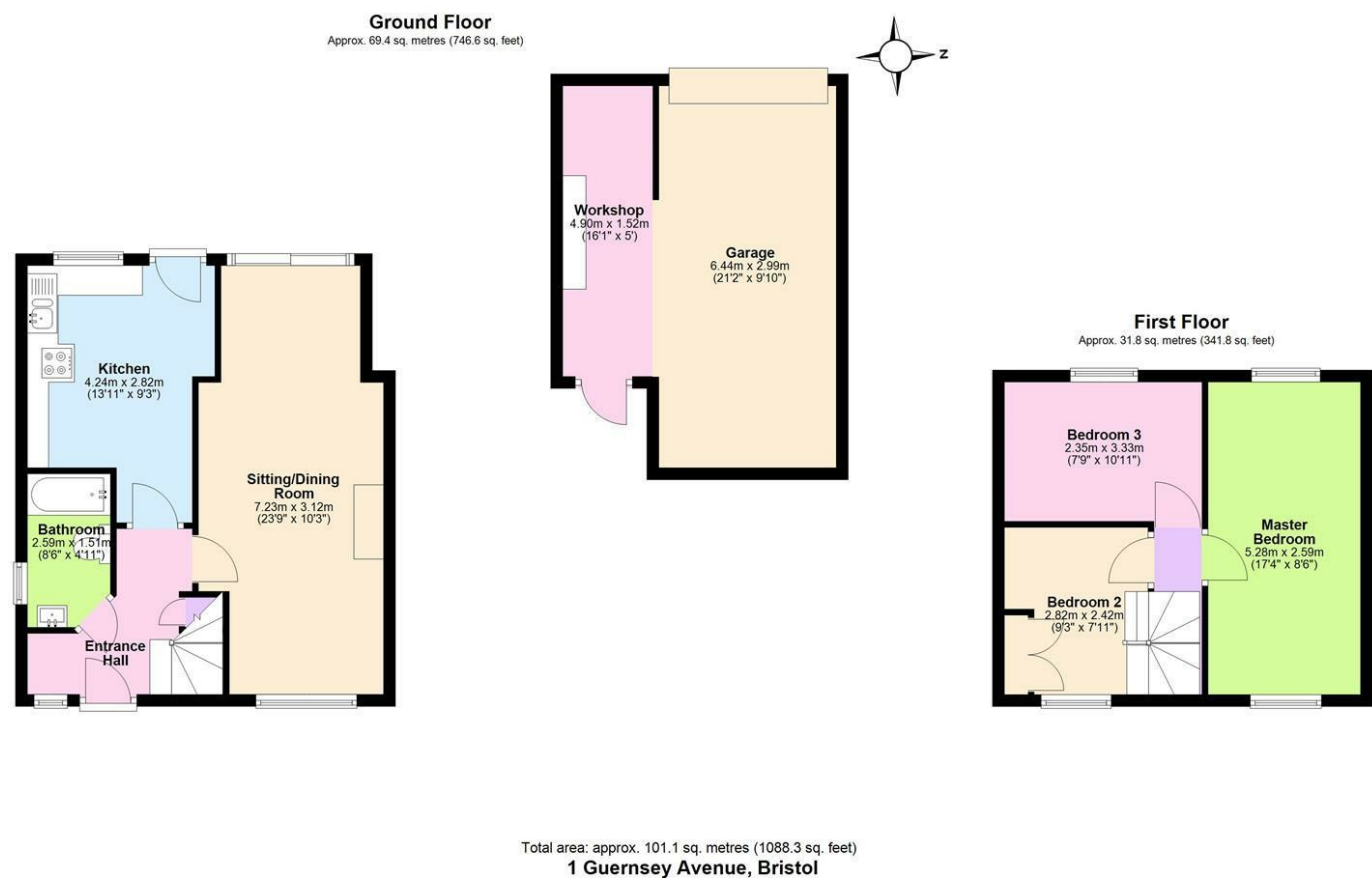 Ground Floor
Approx. 69.4 sq. metres (746.6 sq. feet)
Z
Workshop
4.90m x 1.52m
(16'1" x 5')
Garage
6.44m x 2.99m
(21'2" x 9'10")
Kitchen
4.24m x 2.82m
(13'11" x 9'3")
Sitting/Dining
Room
7.23m x 3.12m
(23'9" x 10'3")
Bathroom
2.59m x 1.51m
(8'6" x 4'11")
Entrance
Hall
First Floor
Approx. 31.8 sq. metres (341.8 sq. feet)
Bedroom 3
2.35m x 3.33m
(7'9" x 10'11")
Master
Bedroom
5.28m x 2.59m
(17'4" x 8'6")
Bedroom 2
2.82m x 2.42m
(9'3" x 7'11")
Total area: approx. 101.1 sq. metres (1088.3 sq. feet)
1 Guernsey Avenue, Bristol